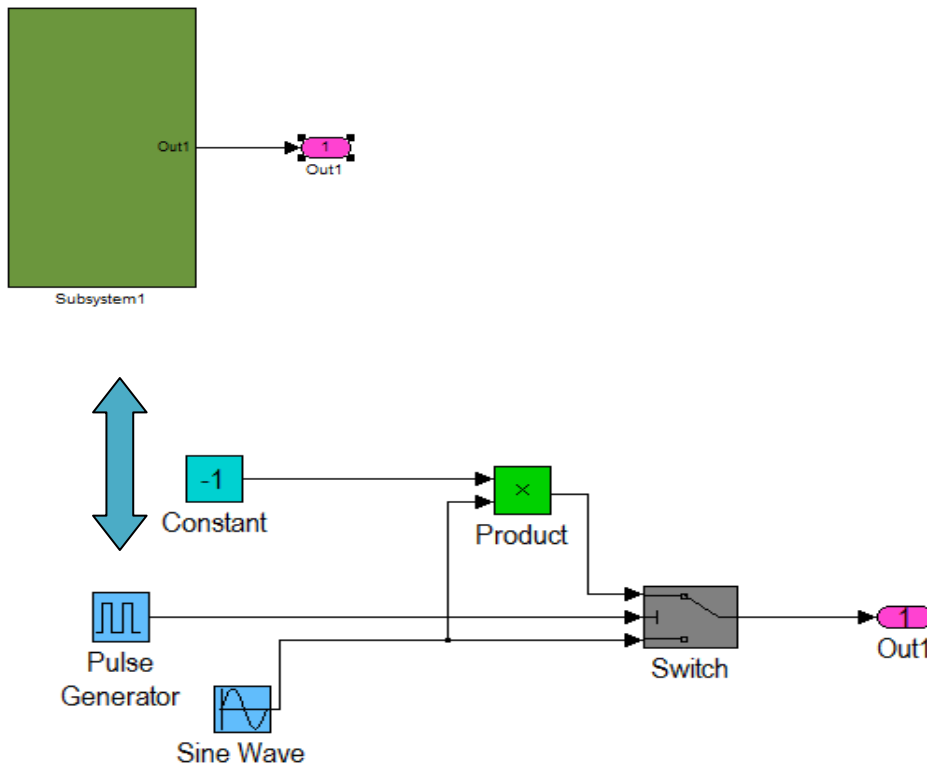 Out1
1
Out1
Subsystem1
-1
Constant
×
Product
Pulse
Generator
Sine Wave
Switch
1
Out1